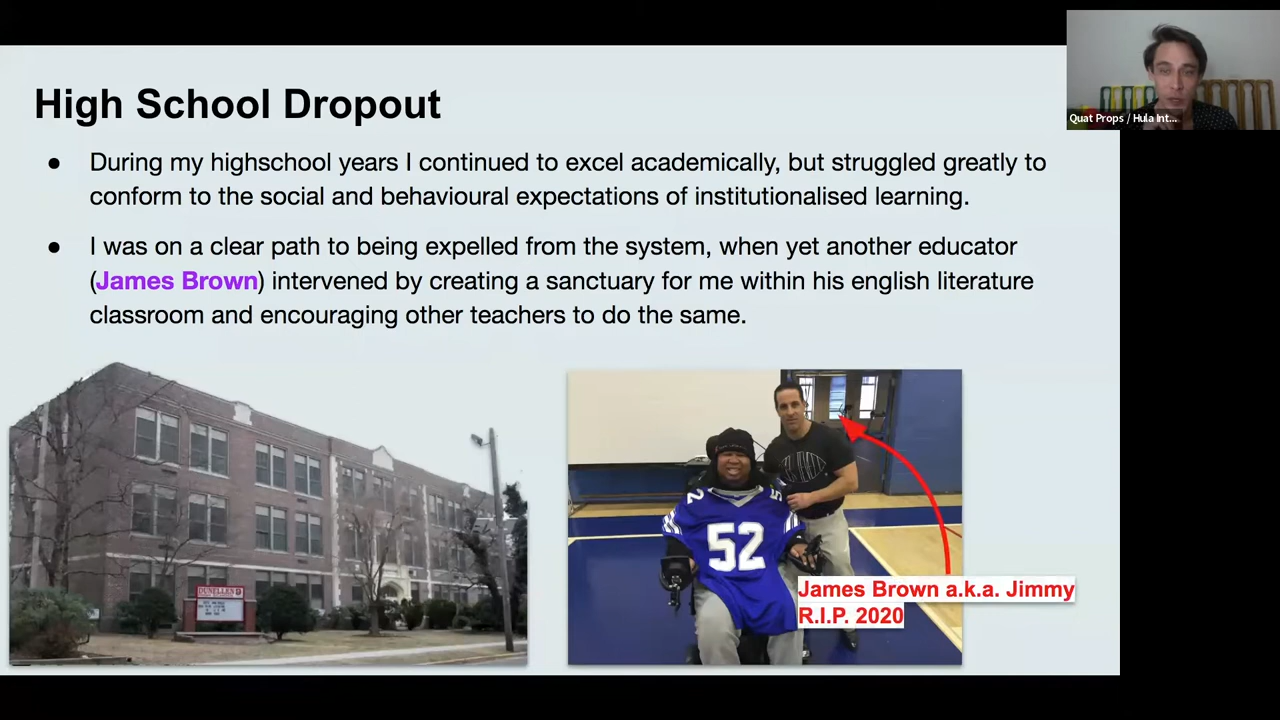 High School Dropout
● During my highschool years I continued to excel academically, but struggled greatly to
conform to the social and behavioural expectations of institutionalised learning.
● I was on a clear path to being expelled from the system, when yet another educator
(James Brown) intervened by creating a sanctuary for me within his english literature
classroom and encouraging other teachers to do the same.
Quat Props / Hula Int...
DUNELLEN
52
James Brown a.k.a. Jimmy
R.I.P. 2020